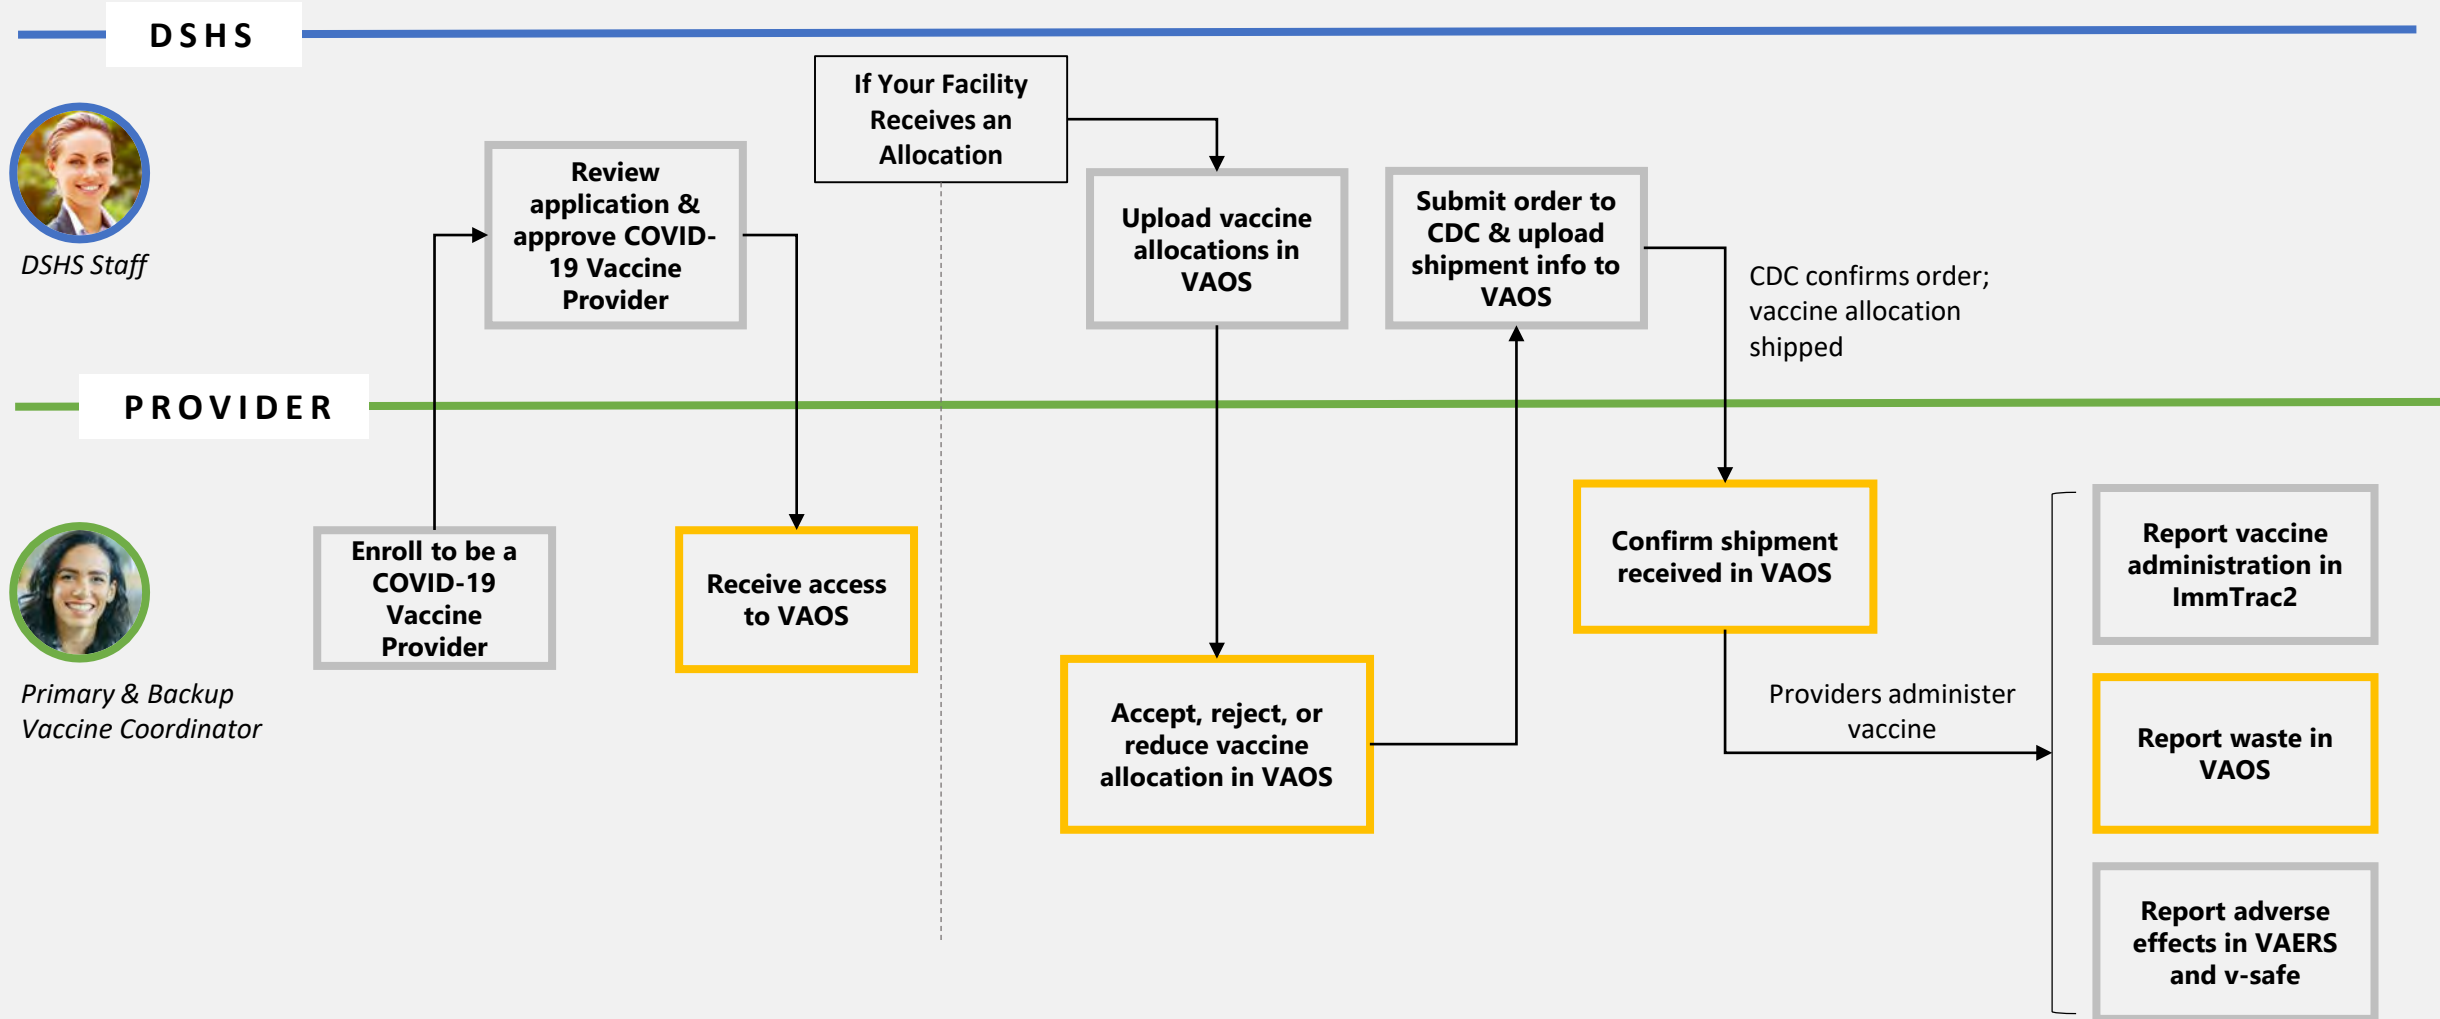 DSHS
If Your Facility
Receives an
Allocation
DSHS Staff
Review
application &
approve COVID-
19 Vaccine
Provider
Upload vaccine
allocations in
VAOS
Submit order to
CDC & upload
shipment info to
VAOS
CDC confirms order;
vaccine allocation
shipped
PROVIDER
Primary & Backup
Vaccine Coordinator
Enroll to be a
COVID-19
Vaccine
Provider
Receive access
to VAOS
Accept, reject, or
reduce vaccine
allocation in VAOS
Confirm shipment
received in VAOS
Providers administer
vaccine
Report vaccine
administration in
ImmTrac2
Report waste in
VAOS
Report adverse
effects in VAERS
and v-safe